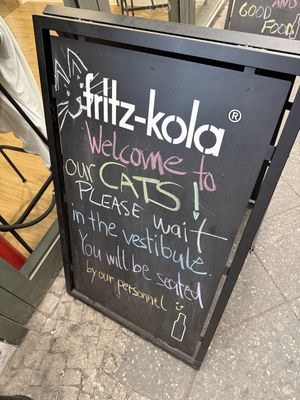 AND
GOOD
FOOD
fritz-kola®
Welcome to
our CATS!
PLEASE wait
in the vestibule
You will be seated
by our personnel :)